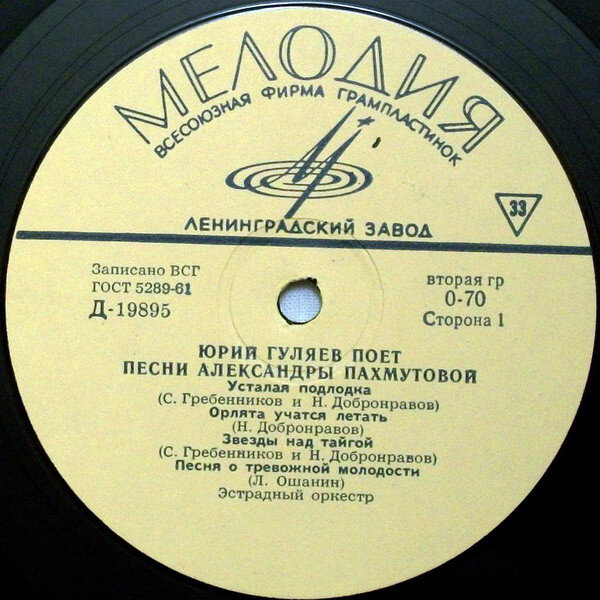 МЕЛОДИЯ
ВСЕСОЮЗНАЯ ФИРМА ГРАМПЛАСТИНОК
ЛЕНИНГРАДСКИЙ ЗАВОД
33
Записано ВСГ
ГОСТ 5289-61
Д-19895
вторая гр
0-70
Сторона 1
ЮРИЙ ГУЛЯЕВ ПОЕТ
ПЕСНИ АЛЕКСАНДРЫ ПАХМУТОВОЙ
Усталая подлодка
(С. Гребенников и Н. Добронравов)
Орлята учатся летать
(Н. Добронравов)
Звезды над тайгой
(С. Гребенников и Н. Добронравов)
Песня о тревожной молодости
(Л. Ошанин)
Эстрадный оркестр